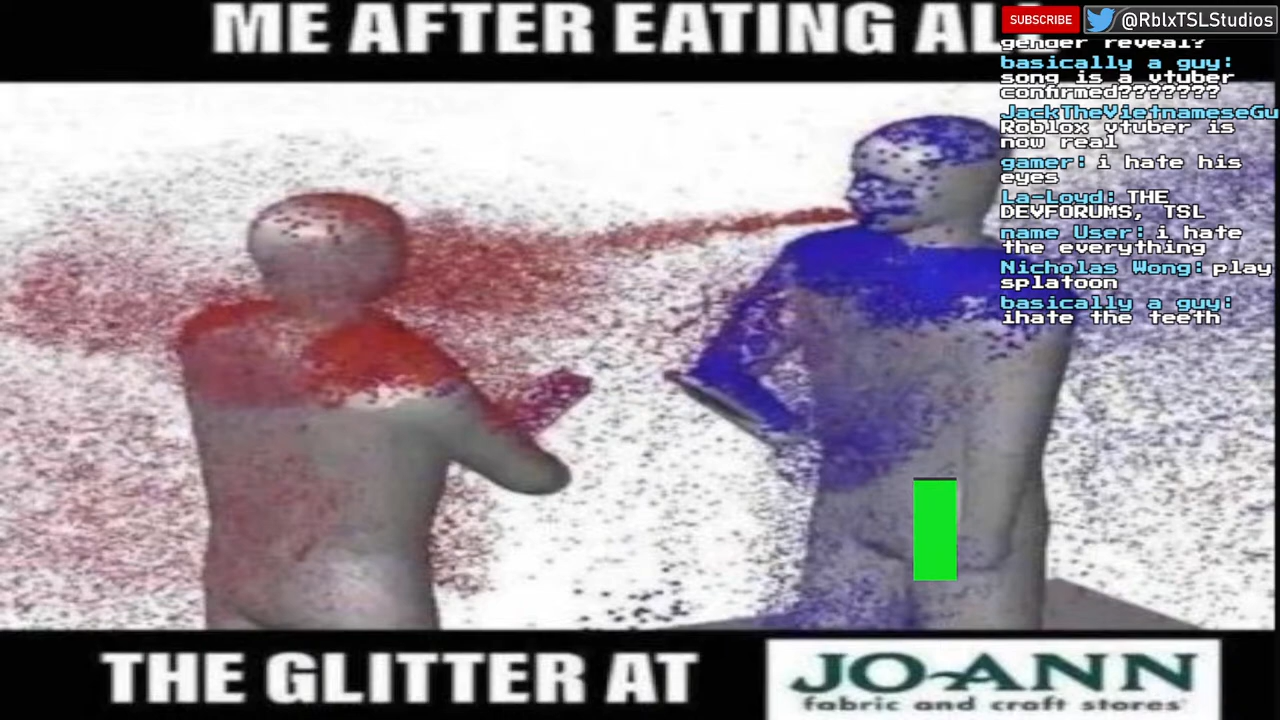 ME AFTER EATING ALL
SUBSCRIBE
@RblxTSLStudios
gender reveal?
basically a guy:
song is a vtuber
confirmed???????
JackTheVietnameseGu
Roblox vtuber is
now real
gamer: i hate his
eyes
La-Loyd: THE
DEVFORUMS, TSL
name User: i hate
the everything
Nicholas Wong: play
splatoon
basically a guy:
ihate the teeth
THE GLITTER AT
JO-ANN
fabric and craft stores